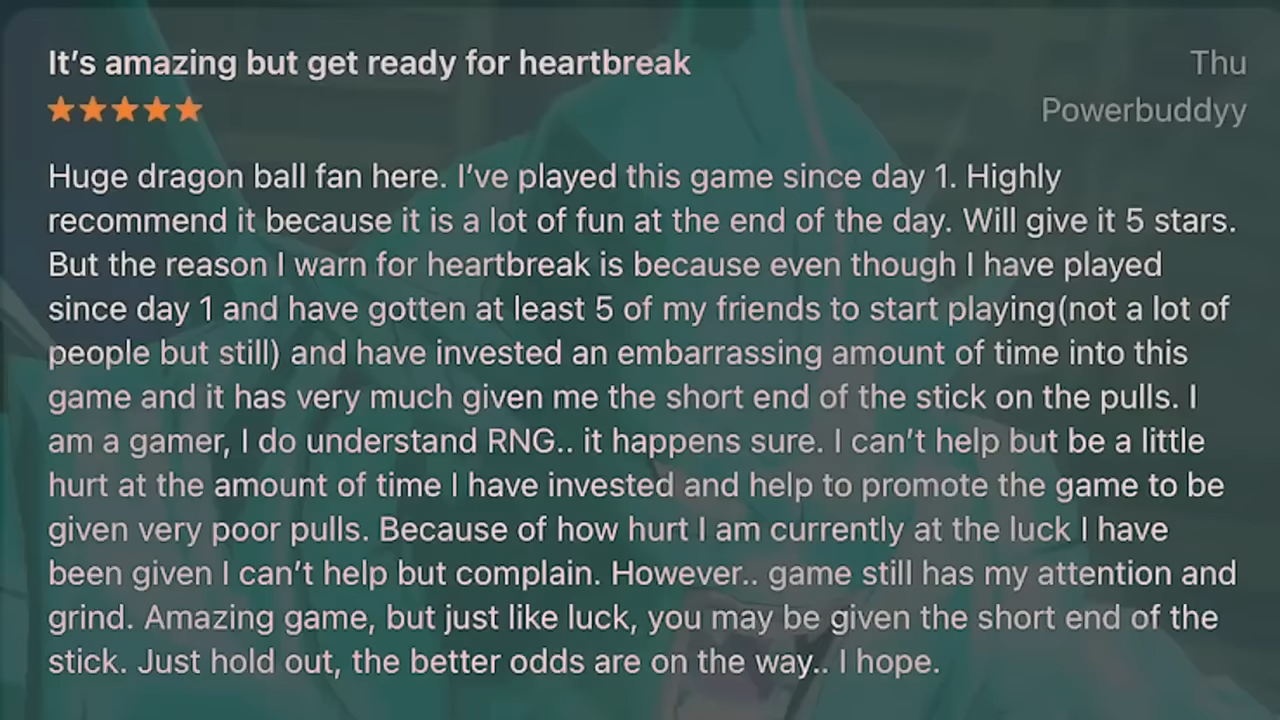 It's amazing but get ready for heartbreak
Thu
Powerbuddyy
Huge dragon ball fan here. I've played this game since day 1. Highly
recommend it because it is a lot of fun at the end of the day. Will give it 5 stars.
But the reason I warn for heartbreak is because even though I have played
since day 1 and have gotten at least 5 of my friends to start playing(not a lot of
people but still) and have invested an embarrassing amount of time into this
game and it has very much given me the short end of the stick on the pulls. I
am a gamer, I do understand RNG.. it happens sure. I can't help but be a little
hurt at the amount of time I have invested and help to promote the game to be
given very poor pulls. Because of how hurt I am currently at the luck I have
been given I can't help but complain. However.. game still has my attention and
grind. Amazing game, but just like luck, you may be given the short end of the
stick. Just hold out, the better odds are on the way.. I hope.